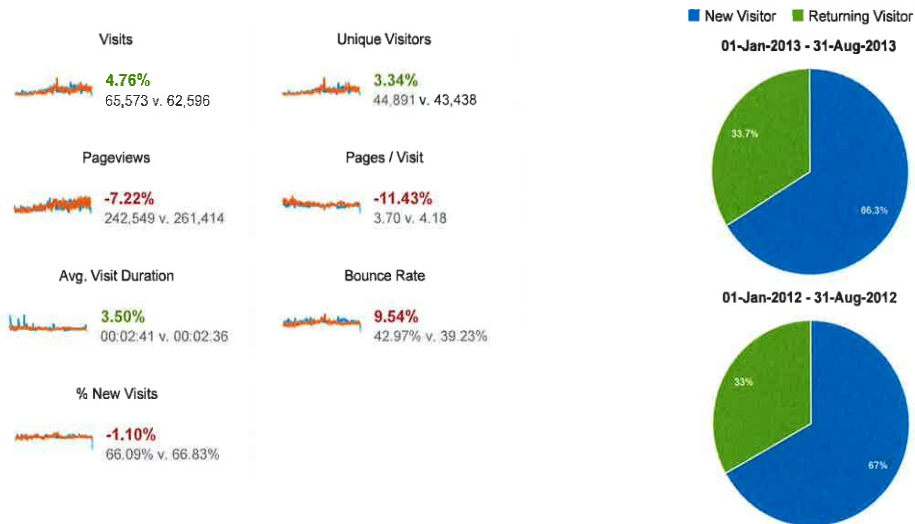 Visits
4.76%
65,573 v. 62,596
Unique Visitors
3.34%
44,891 v. 43,438
Pageviews
-7.22%
242,549 v. 261,414
Pages / Visit
-11.43%
3.70 v. 4.18
Avg. Visit Duration
3.50%
00:02:41 v. 00:02:36
Bounce Rate
9.54%
42.97% v. 39.23%
% New Visits
-1.10%
66.09% v. 66.83%
New Visitor Returning Visitor
01-Jan-2013 - 31-Aug-2013
33.7%
66.3%
01-Jan-2012 - 31-Aug-2012
33%
67%